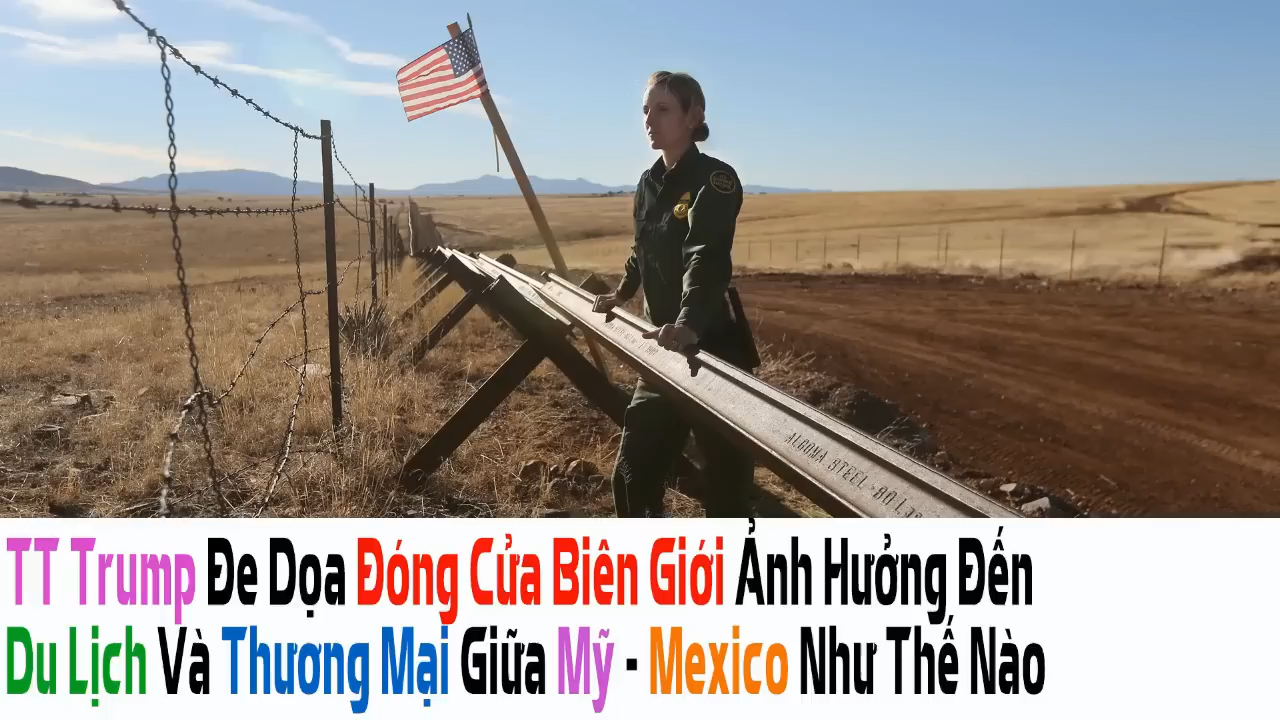 ALGOMA STEEL
TT Trump Đe Dọa Đóng Cửa Biên Giới Ảnh Hưởng Đến
Du Lịch Và Thương Mại Giữa Mỹ - Mexico Như Thế Nào